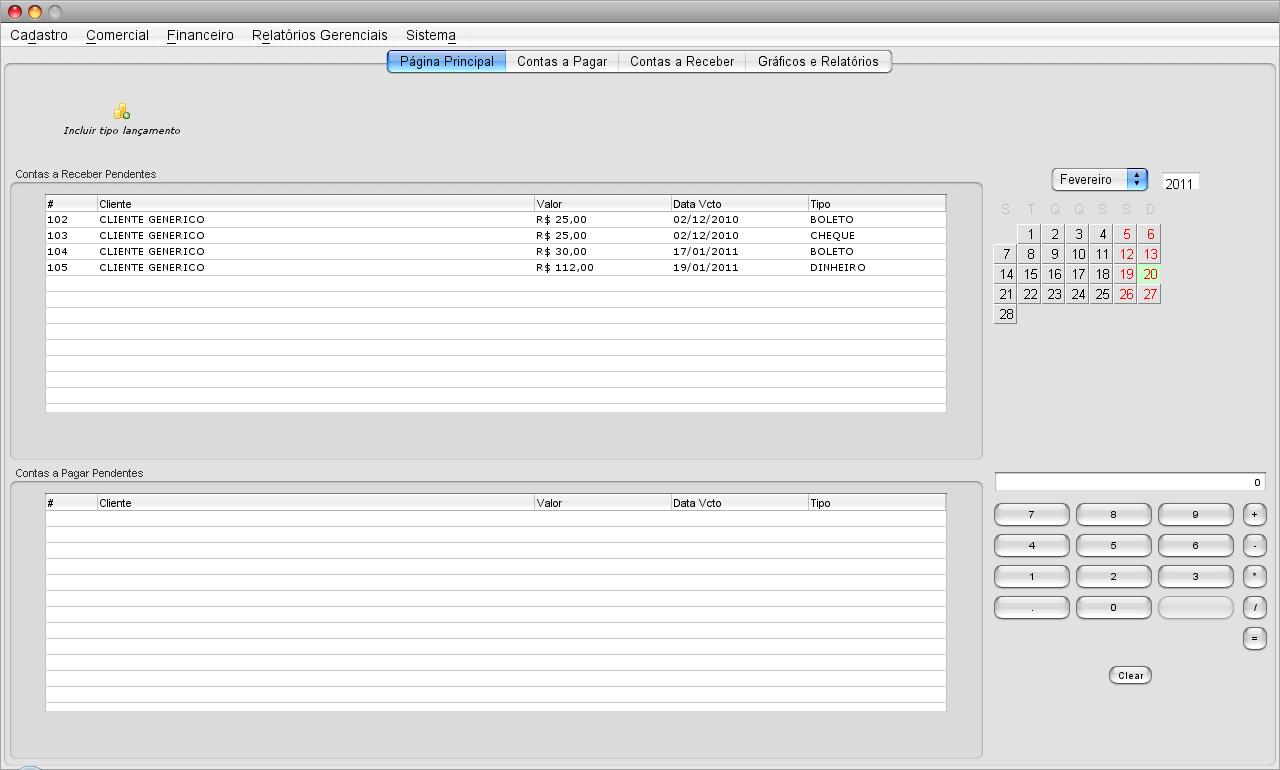 Cadastro Comercial Financeiro Relatórios Gerenciais Sistema
Página Principal Contas a Pagar Contas a Receber Gráficos e Relatórios
Incluir tipo lançamento
Contas a Receber Pendentes
# Cliente Valor Data Vcto Tipo
102 CLIENTE GENERICO R$ 25,00 02/12/2010 BOLETO
103 CLIENTE GENERICO R$ 25,00 02/12/2010 CHEQUE
104 CLIENTE GENERICO R$ 30,00 17/01/2011 BOLETO
105 CLIENTE GENERICO R$ 112,00 19/01/2011 DINHEIRO
Fevereiro 2011
S T Q Q S S D
1 2 3 4 5 6
7 8 9 10 11 12 13
14 15 16 17 18 19 20
21 22 23 24 25 26 27
28
Contas a Pagar Pendentes
# Cliente Valor Data Vcto Tipo
0
7 8 9 +
4 5 6 -
1 2 3 *
. 0 /
=
Clear